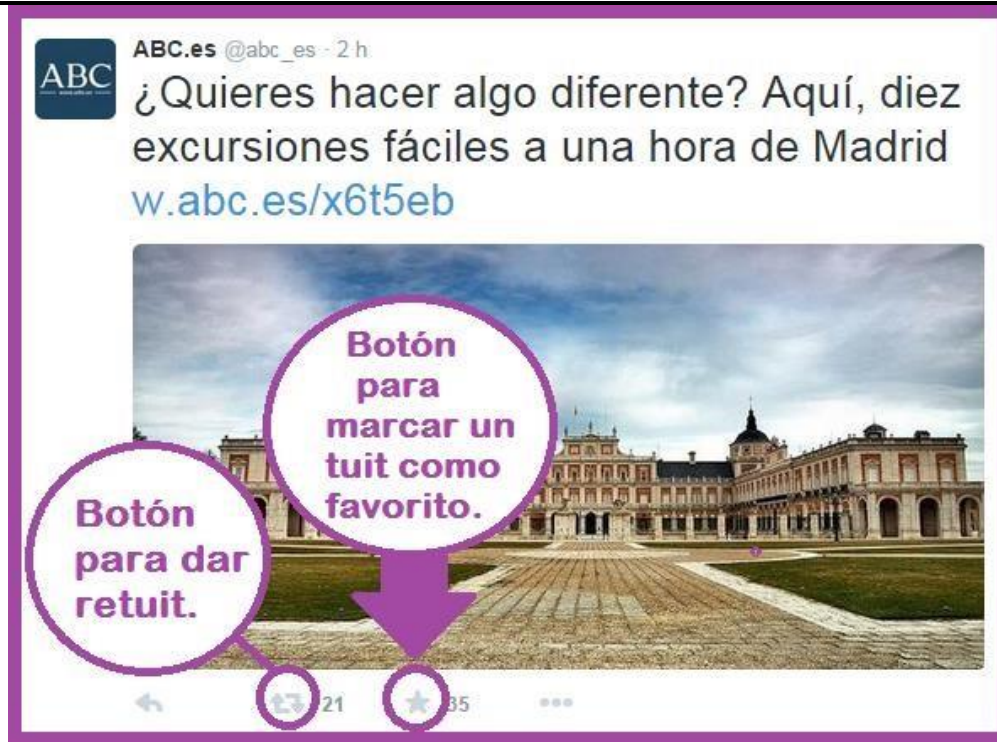 ABC.es @abc_es · 2 h
ABC
¿Quieres hacer algo diferente? Aquí, diez
excursiones fáciles a una hora de Madrid
w.abc.es/x6t5eb
Botón
para
marcar un
tuit como
favorito.
Botón
para dar
retuit.
21
35